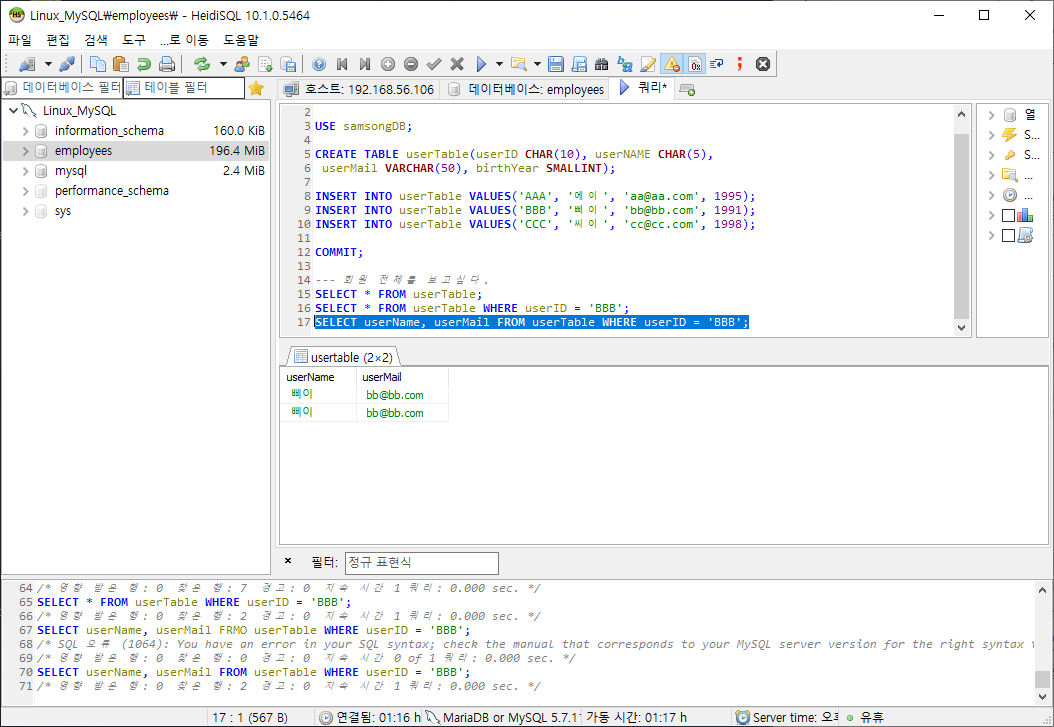 Linux_MySQL₩employees₩ - HeidiSQL 10.1.0.5464
파일 편집 검색 도구 ...로 이동 도움말
데이터베이스 필터 테이블 필터
호스트: 192.168.56.106 데이터베이스: employees 쿼리*
Linux_MySQL
information_schema 160.0 KiB
employees 196.4 MiB
mysql 2.4 MiB
performance_schema
sys
2
3 USE samsongDB;
4
5 CREATE TABLE userTable(userID CHAR(10), userNAME CHAR(5),
6 userMail VARCHAR(50), birthYear SMALLINT);
7
8 INSERT INTO userTable VALUES('AAA', '에이', 'aa@aa.com', 1995);
9 INSERT INTO userTable VALUES('BBB', '삐이', 'bb@bb.com', 1991);
10 INSERT INTO userTable VALUES('CCC', '씨이', 'cc@cc.com', 1998);
11
12 COMMIT;
13
14 --- 회원 전체를 보고싶다.
15 SELECT * FROM userTable;
16 SELECT * FROM userTable WHERE userID = 'BBB';
17 SELECT userName, userMail FROM userTable WHERE userID = 'BBB';
열
S...
...
...
...
usertable (2×2)
userName userMail
삐이 bb@bb.com
삐이 bb@bb.com
× 필터: 정규 표현식
64 /* 영향 받은 행: 0 찾은 행: 7 경고: 0 지속 시간 1 쿼리: 0.000 sec. */
65 SELECT * FROM userTable WHERE userID = 'BBB';
66 /* 영향 받은 행: 0 찾은 행: 2 경고: 0 지속 시간 1 쿼리: 0.000 sec. */
67 SELECT userName, userMail FRMO userTable WHERE userID = 'BBB';
68 /* SQL 오류 (1064): You have an error in your SQL syntax; check the manual that corresponds to your MySQL server version for the right syntax
69 /* 영향 받은 행: 0 찾은 행: 0 경고: 0 지속 시간 0 of 1 쿼리: 0.000 sec. */
70 SELECT userName, userMail FROM userTable WHERE userID = 'BBB';
71 /* 영향 받은 행: 0 찾은 행: 2 경고: 0 지속 시간 1 쿼리: 0.000 sec. */
17 : 1 (567 B) 연결됨: 01:16 h MariaDB or MySQL 5.7.11 가동 시간: 01:17 h Server time: 오후 유휴